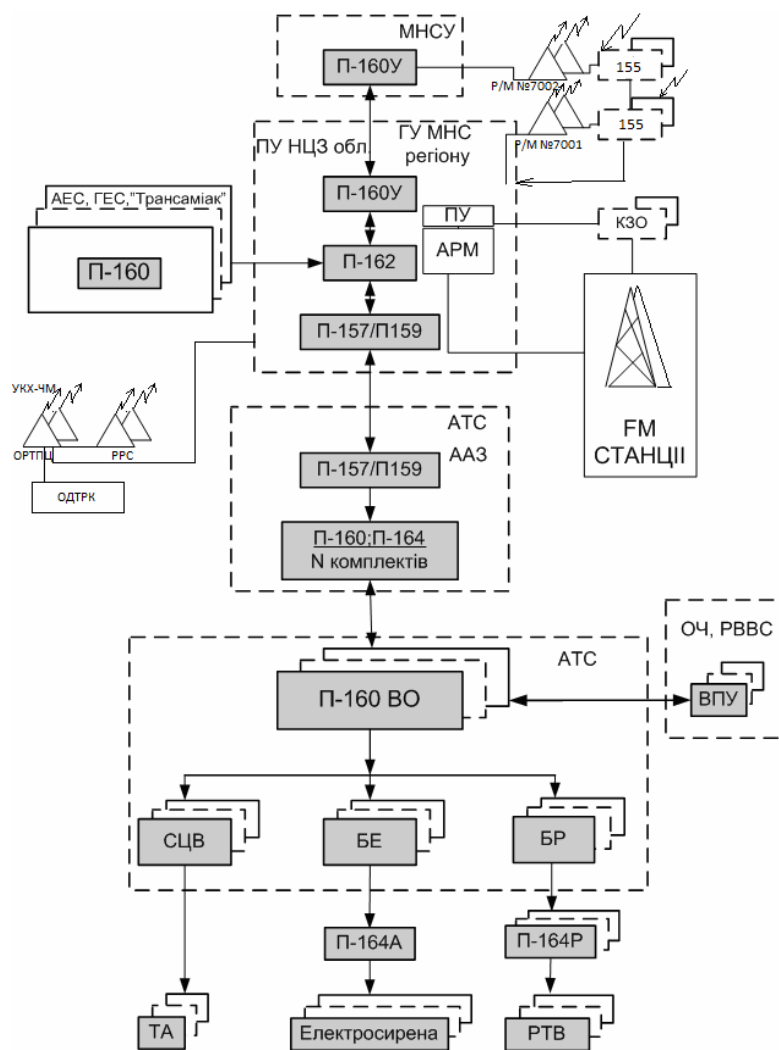 МНСУ
П-160У
Р/М №7002
155
Р/М №7001
155
ПУ НЦЗ обл.
ГУ МНС
регіону
П-160У
АЕС, ГЕС,"Трансаміак"
П-160
П-162
ПУ
АРМ
КЗО
П-157/П159
FM
СТАНЦІІ
УКХ-ЧМ
ОРТПЦ
РРС
ОДТРК
АТС
ААЗ
П-157/П159
П-160;П-164
N комплектів
АТС
ОЧ, РВВС
П-160 ВО
ВПУ
СЦВ
БЕ
БР
П-164А
П-164Р
ТА
Електросирена
РТВ